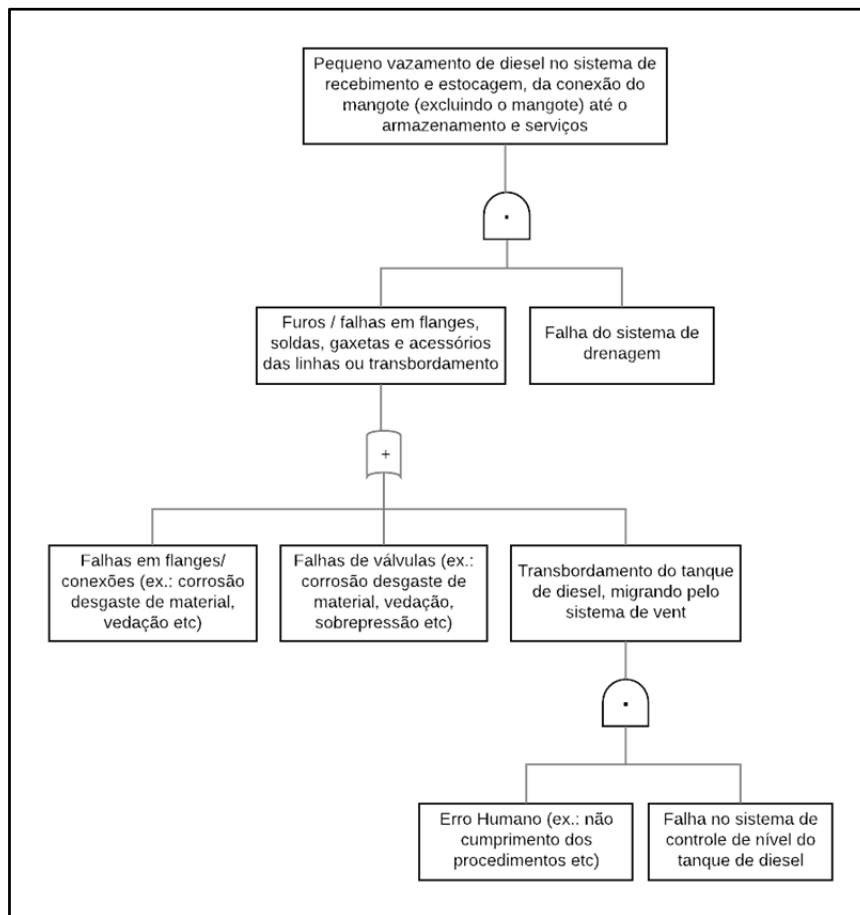 Pequeno vazamento de diesel no sistema de
recebimento e estocagem, da conexão do
mangote (excluindo o mangote) até o
armazenamento e serviços
Furos / falhas em flanges,
soldas, gaxetas e acessórios
das linhas ou transbordamento
Falha do sistema de
drenagem
+
Falhas em flanges/
conexões (ex.: corrosão
desgaste de material,
vedação etc)
Falhas de válvulas (ex.:
corrosão desgaste de
material, vedação,
sobrepressão etc)
Transbordamento do tanque
de diesel, migrando pelo
sistema de vent
Erro Humano (ex.: não
cumprimento dos
procedimentos etc)
Falha no sistema de
controle de nível do
tanque de diesel